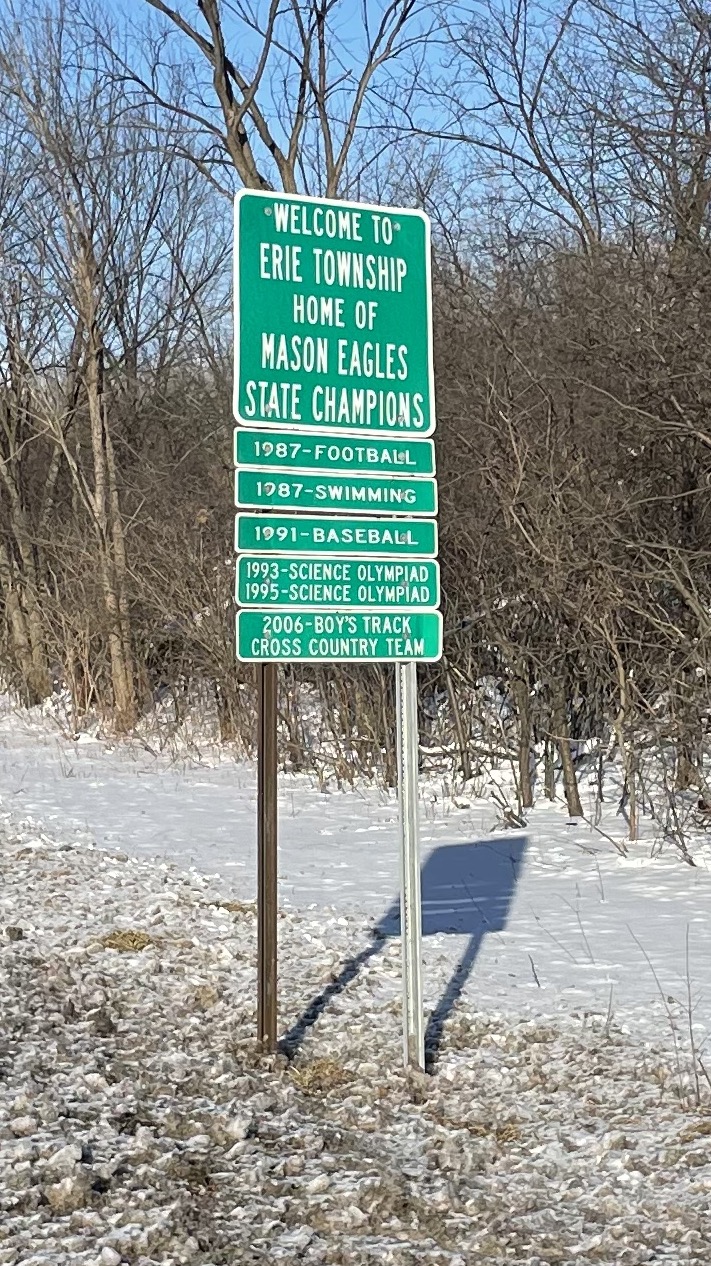 WELCOME TO
ERIE TOWNSHIP
HOME OF
MASON EAGLES
STATE CHAMPIONS
1987-FOOTBALL
1987-SWIMMING
1991-BASEBALL
1993-SCIENCE OLYMPIAD
1995-SCIENCE OLYMPIAD
2006-BOY'S TRACK
CROSS COUNTRY TEAM